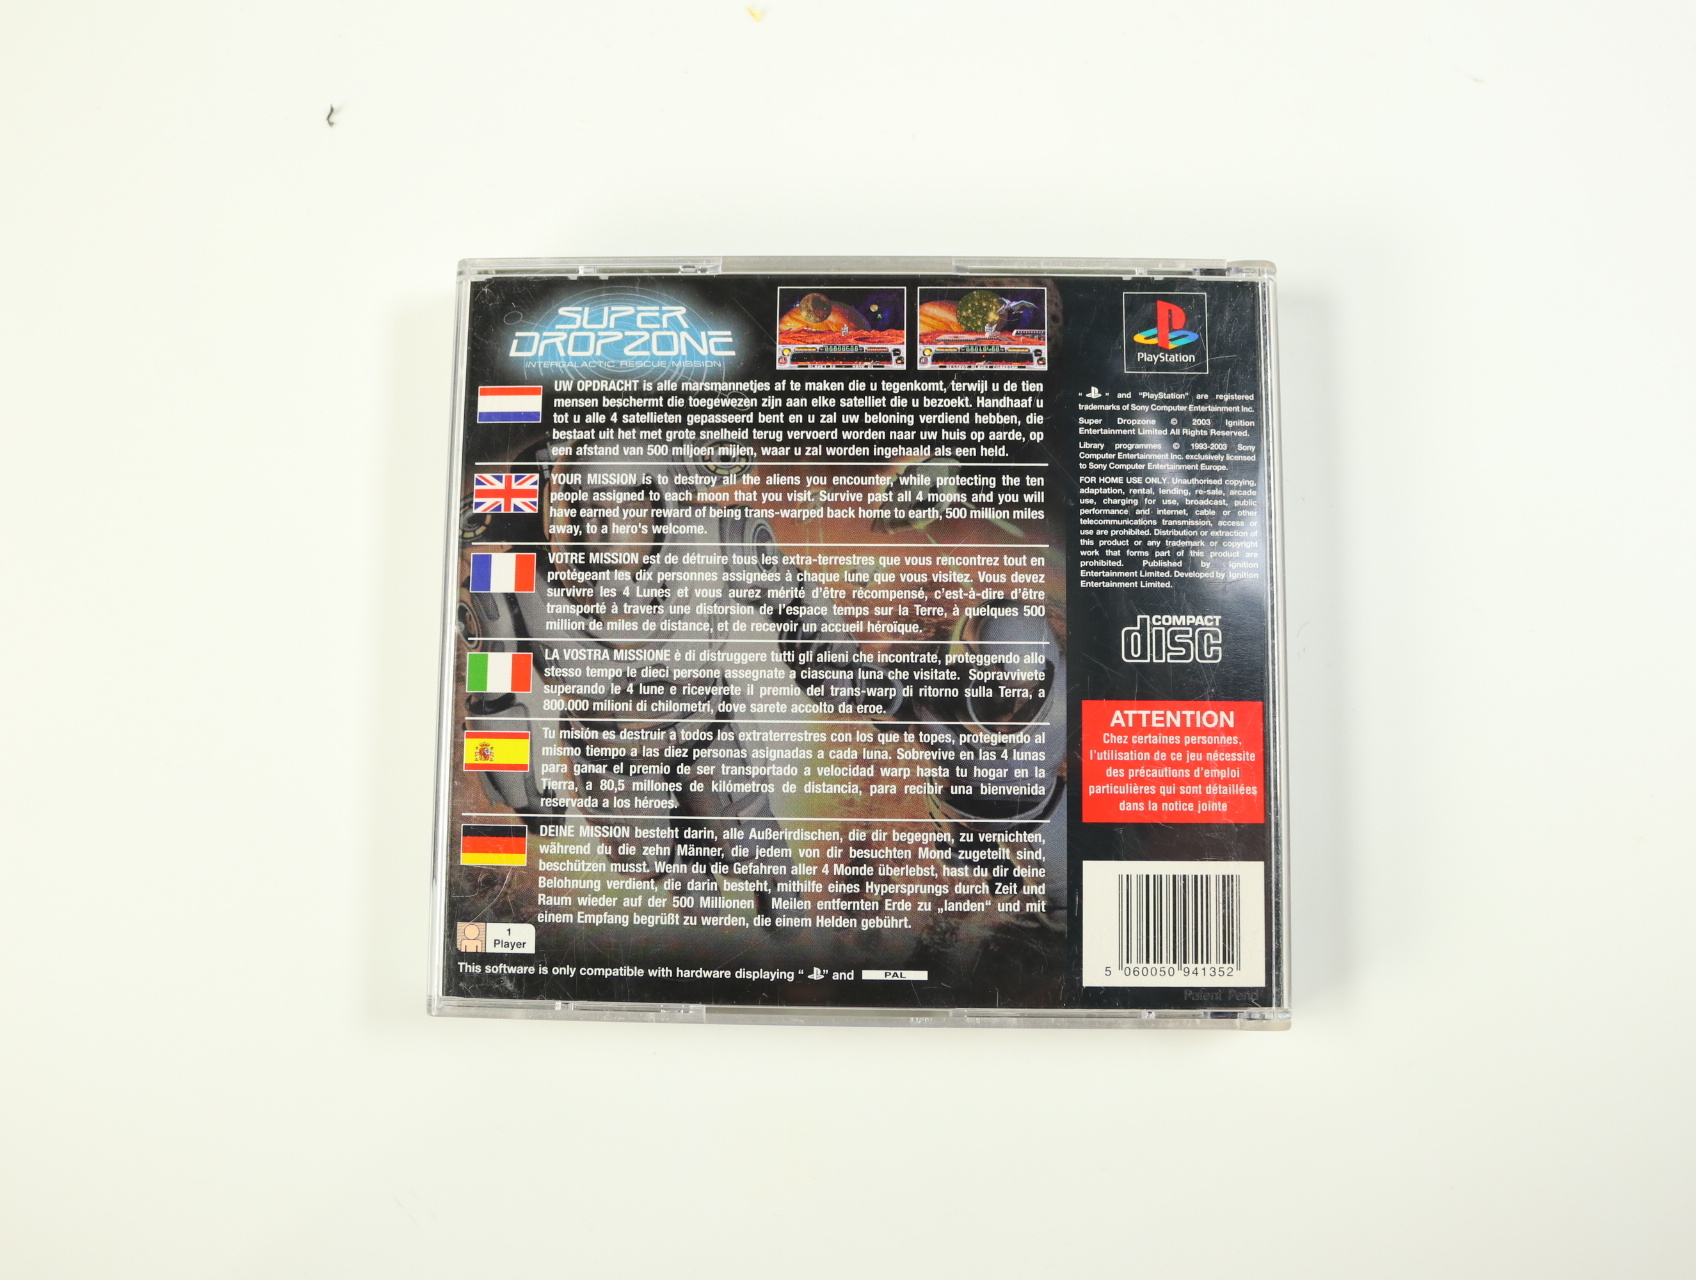 SUPER
DROPZONE
INTERGALACTIC RESCUE MISSION
UW OPDRACHT is alle marsmannetjes af te maken die u tegenkomt, terwijl u de tien
mensen beschermt die toegewezen zijn aan elke satelliet die u bezoekt. Handhaaf u
tot u alle 4 satellieten gepasseerd bent en u zal uw beloning verdiend hebben, die
bestaat uit het met grote snelheid terug vervoerd worden naar uw huis op aarde, op
een afstand van 500 miljoen mijlen, waar u zal worden ingehaald als een held.
YOUR MISSION is to destroy all the aliens you encounter, while protecting the ten
people assigned to each moon that you visit. Survive past all 4 moons and you will
have earned your reward of being trans-warped back home to earth, 500 million miles
away, to a hero's welcome.
VOTRE MISSION est de détruire tous les extra-terrestres que vous rencontrez tout en
protégeant les dix personnes assignées à chaque lune que vous visitez. Vous devez
survivre les 4 Lunes et vous aurez mérité d'être récompensé, c'est-à-dire d'être
transporté à travers une distorsion de l'espace temps sur la Terre, à quelques 500
million de miles de distance, et de recevoir un accueil héroïque.
LA VOSTRA MISSIONE è di distruggere tutti gli alieni che incontrate, proteggendo allo
stesso tempo le dieci persone assegnate a ciascuna luna che visitate. Sopravvivete
superando le 4 lune e riceverete il premio del trans-warp di ritorno sulla Terra, a
800.000 milioni di chilometri, dove sarete accolto da eroe.
Tu misión es destruir a todos los extraterrestres con los que te topes, protegiendo al
mismo tiempo a las diez personas asignadas a cada luna. Sobrevive en las 4 lunas
para ganar el premio de ser transportado a velocidad warp hasta tu hogar en la
Tierra, a 80,5 millones de kilómetros de distancia, para recibir una bienvenida
reservada a los héroes.
DEINE MISSION besteht darin, alle Außerirdischen, die dir begegnen, zu vernichten,
während du die zehn Männer, die jedem von dir besuchten Mond zugeteilt sind,
beschützen musst. Wenn du die Gefahren aller 4 Monde überlebst, hast du dir deine
Belohnung verdient, die darin besteht, mithilfe eines Hypersprungs durch Zeit und
Raum wieder auf der 500 Millionen Meilen entfernten Erde zu „landen“ und mit
einem Empfang begrüßt zu werden, die einem Helden gebührt.
1
Player
This software is only compatible with hardware displaying " " and PAL
PlayStation
" " and "PlayStation" are registered
trademarks of Sony Computer Entertainment Inc.
Super Dropzone © 2003 Ignition
Entertainment Limited All Rights Reserved.
Library programmes © 1993-2003 Sony
Computer Entertainment Inc. exclusively licensed
to Sony Computer Entertainment Europe.
FOR HOME USE ONLY. Unauthorised copying,
adaptation, rental, lending, re-sale, arcade
use, charging for use, broadcast, public
performance and internet, cable or other
telecommunications transmission, access or
use are prohibited. Distribution or extraction of
this product or any trademark or copyright
work that forms part of this product are
prohibited. Published by Ignition
Entertainment Limited. Developed by Ignition
Entertainment Limited.
COMPACT
disc
ATTENTION
Chez certaines personnes,
l'utilisation de ce jeu nécessite
des précautions d'emploi
particulières qui sont détaillées
dans la notice jointe
5 060050 941352
Patent Pend